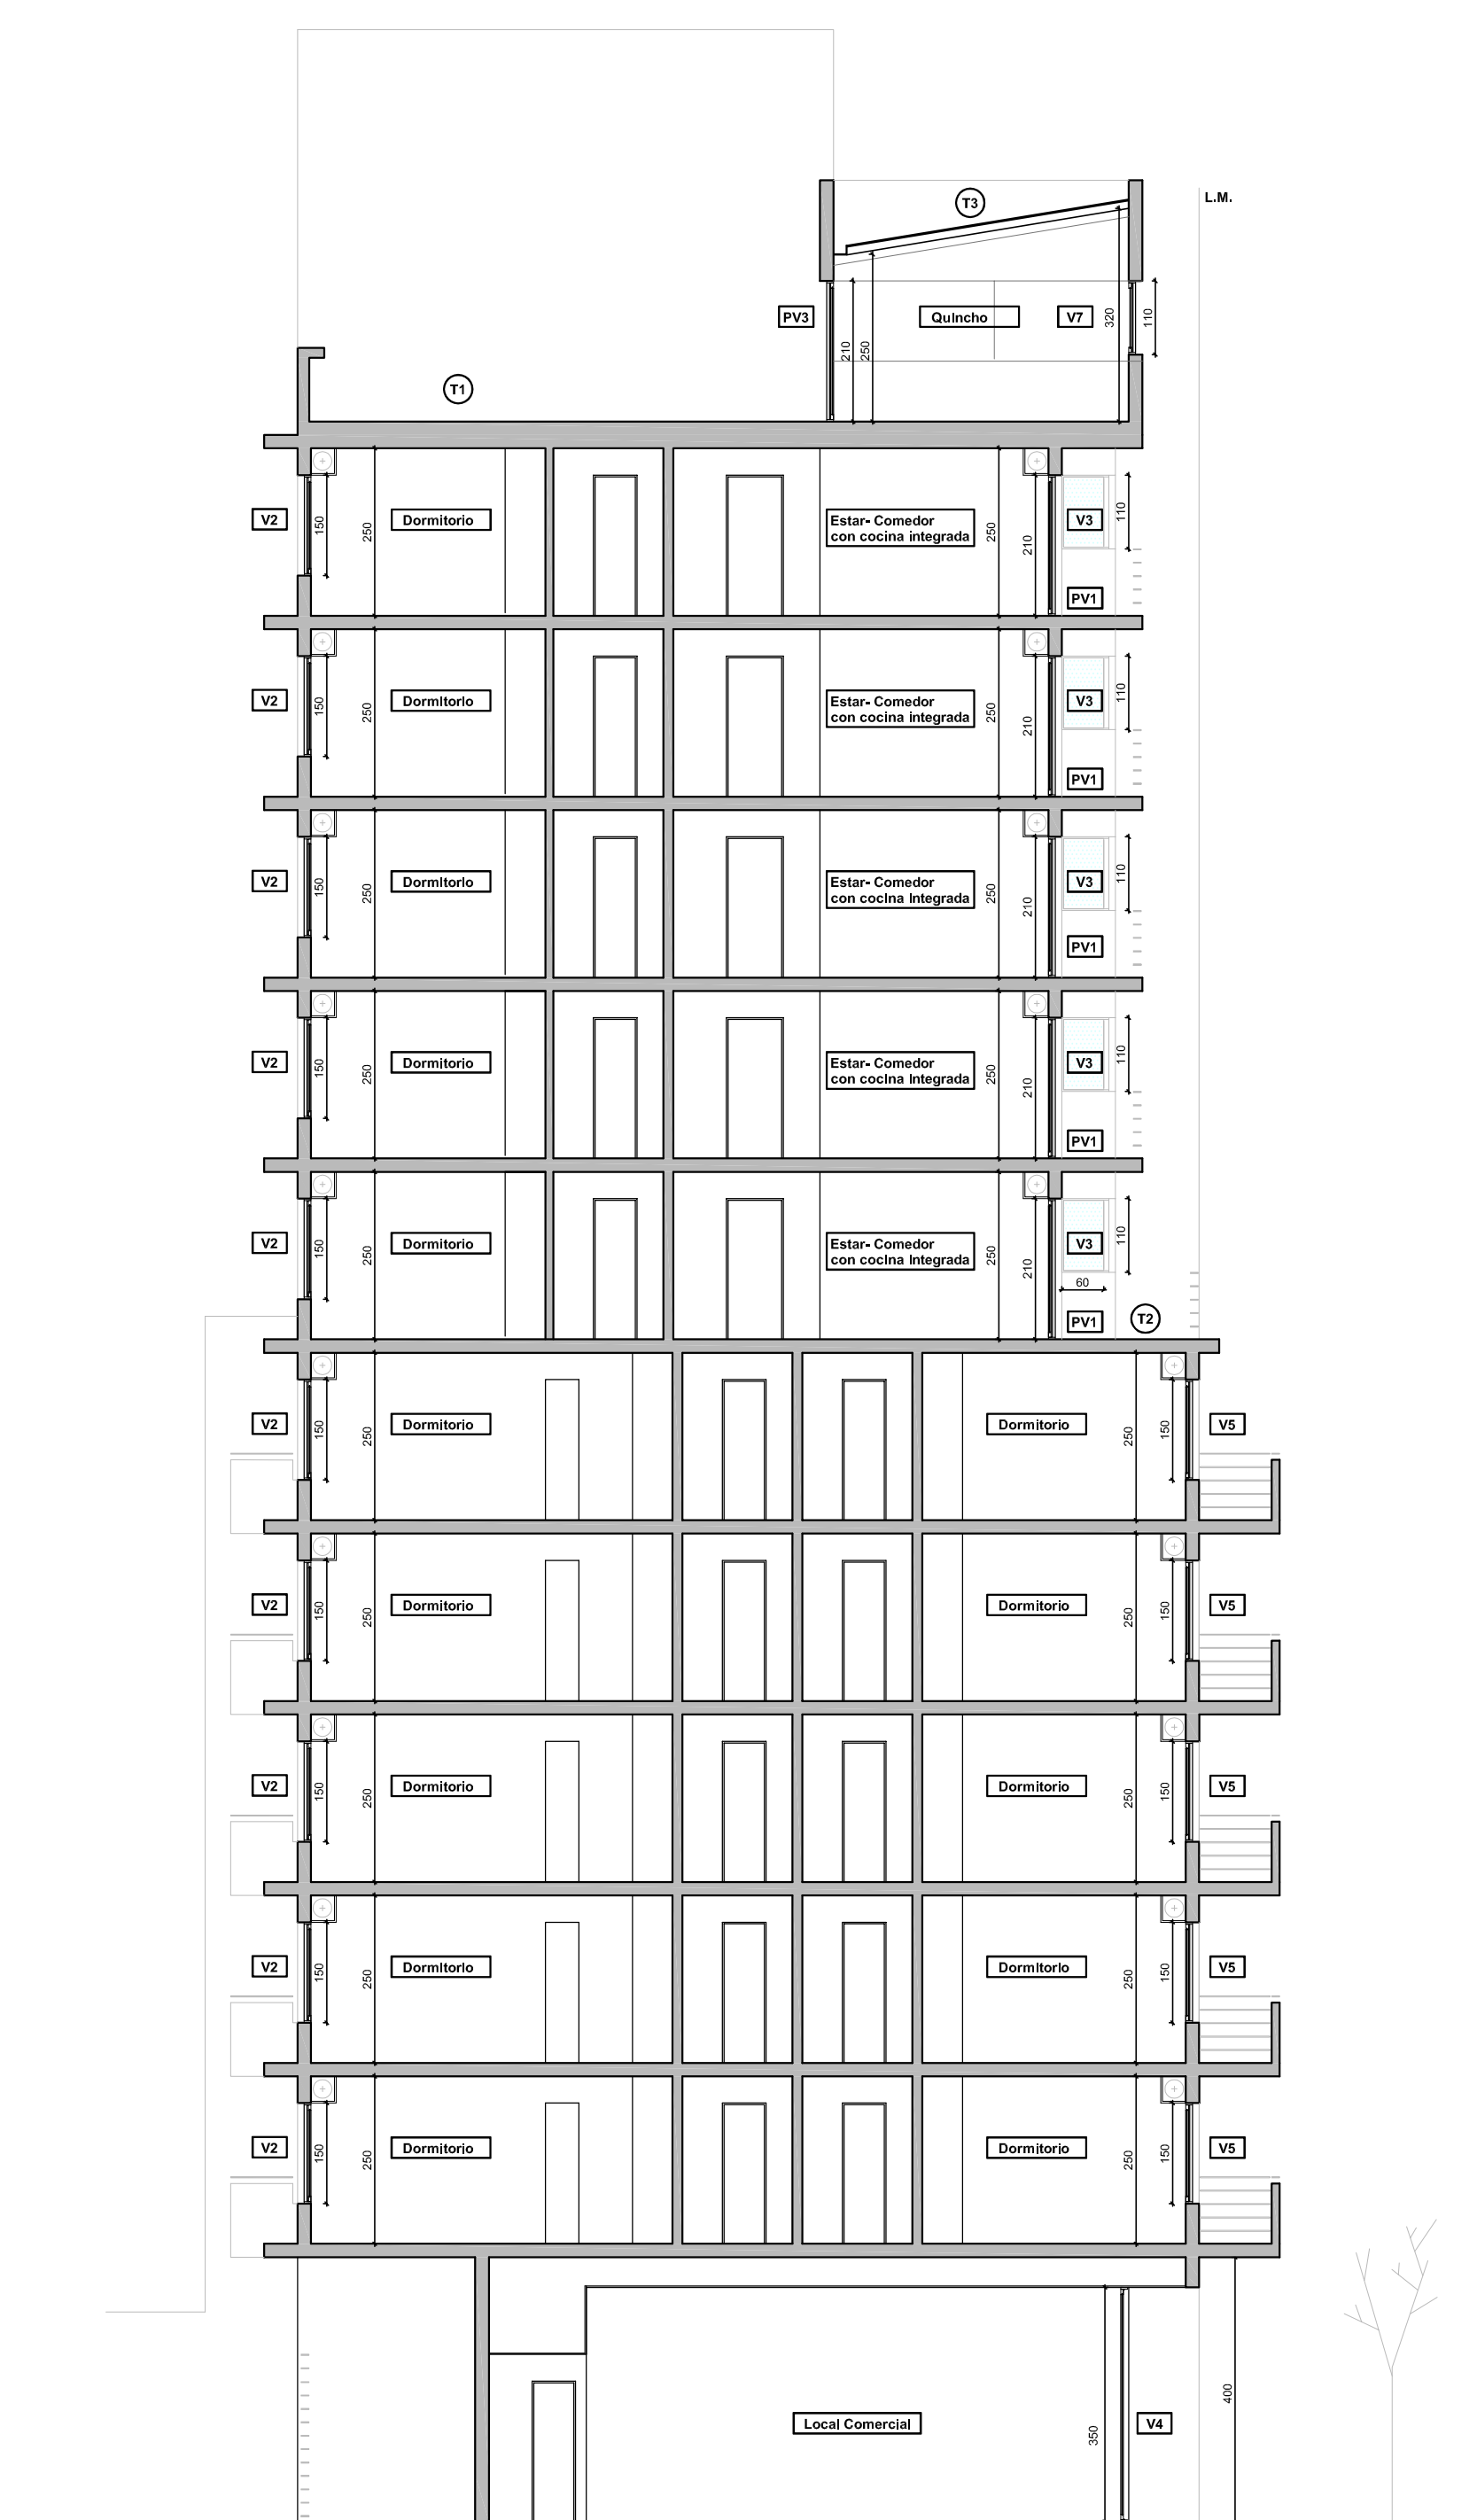 L.M.
T3
PV3
Quincho
V7
210
250
320
110
T1
V2
150
250
Dormitorio
Estar- Comedor
con cocina integrada
250
210
V3
110
PV1
V2
150
250
Dormitorio
Estar- Comedor
con cocina integrada
250
210
V3
110
PV1
V2
150
250
Dormitorio
Estar- Comedor
con cocina integrada
250
210
V3
110
PV1
V2
150
250
Dormitorio
Estar- Comedor
con cocina integrada
250
210
V3
110
PV1
V2
150
250
Dormitorio
Estar- Comedor
con cocina integrada
250
210
V3
110
60
PV1
T2
V2
150
250
Dormitorio
Dormitorio
250
150
V5
V2
150
250
Dormitorio
Dormitorio
250
150
V5
V2
150
250
Dormitorio
Dormitorio
250
150
V5
V2
150
250
Dormitorio
Dormitorio
250
150
V5
V2
150
250
Dormitorio
Dormitorio
250
150
V5
Local Comercial
350
V4
400